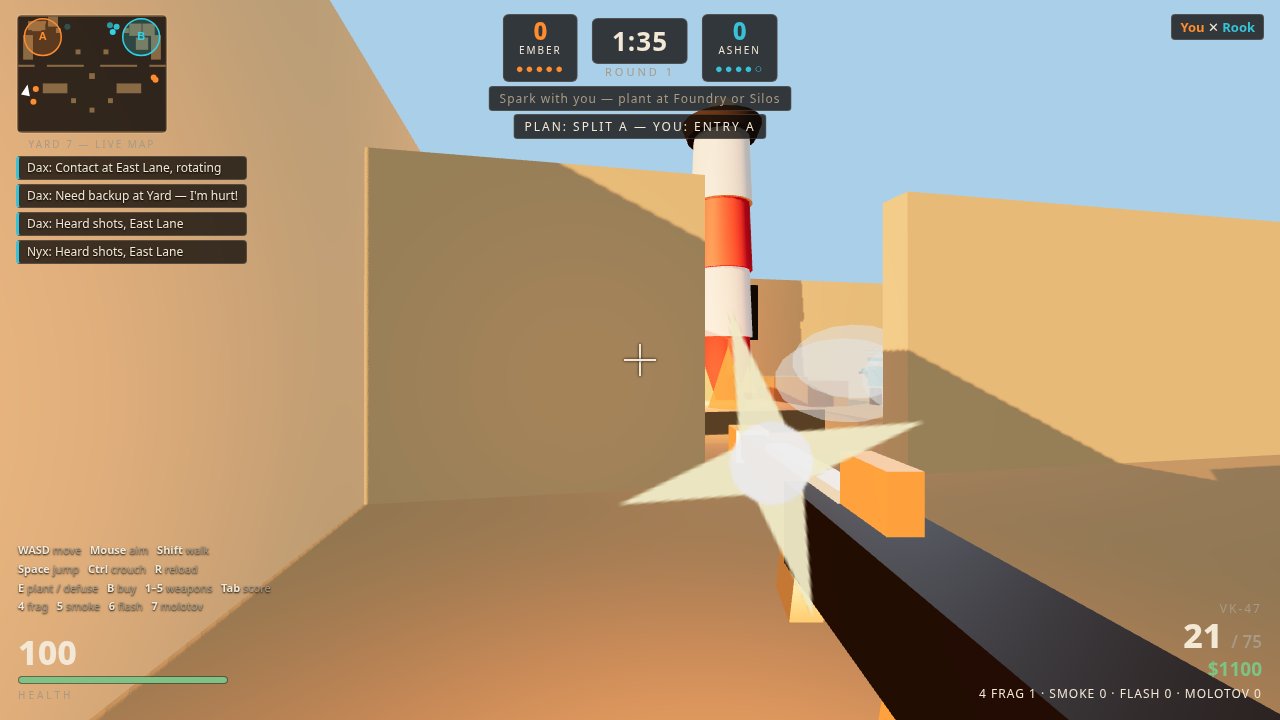 A
B
YARD 7 — LIVE MAP
0
EMBER
1:35
ROUND 1
0
ASHEN
You × Rook
Spark with you — plant at Foundry or Silos
PLAN: SPLIT A — YOU: ENTRY A
Dax: Contact at East Lane, rotating
Dax: Need backup at Yard — I'm hurt!
Dax: Heard shots, East Lane
Nyx: Heard shots, East Lane
WASD move Mouse aim Shift walk
Space jump Ctrl crouch R reload
E plant / defuse B buy 1–5 weapons Tab score
4 frag 5 smoke 6 flash 7 molotov
100
HEALTH
VK-47
21 / 75
$1100
4 FRAG 1 · SMOKE 0 · FLASH 0 · MOLOTOV 0